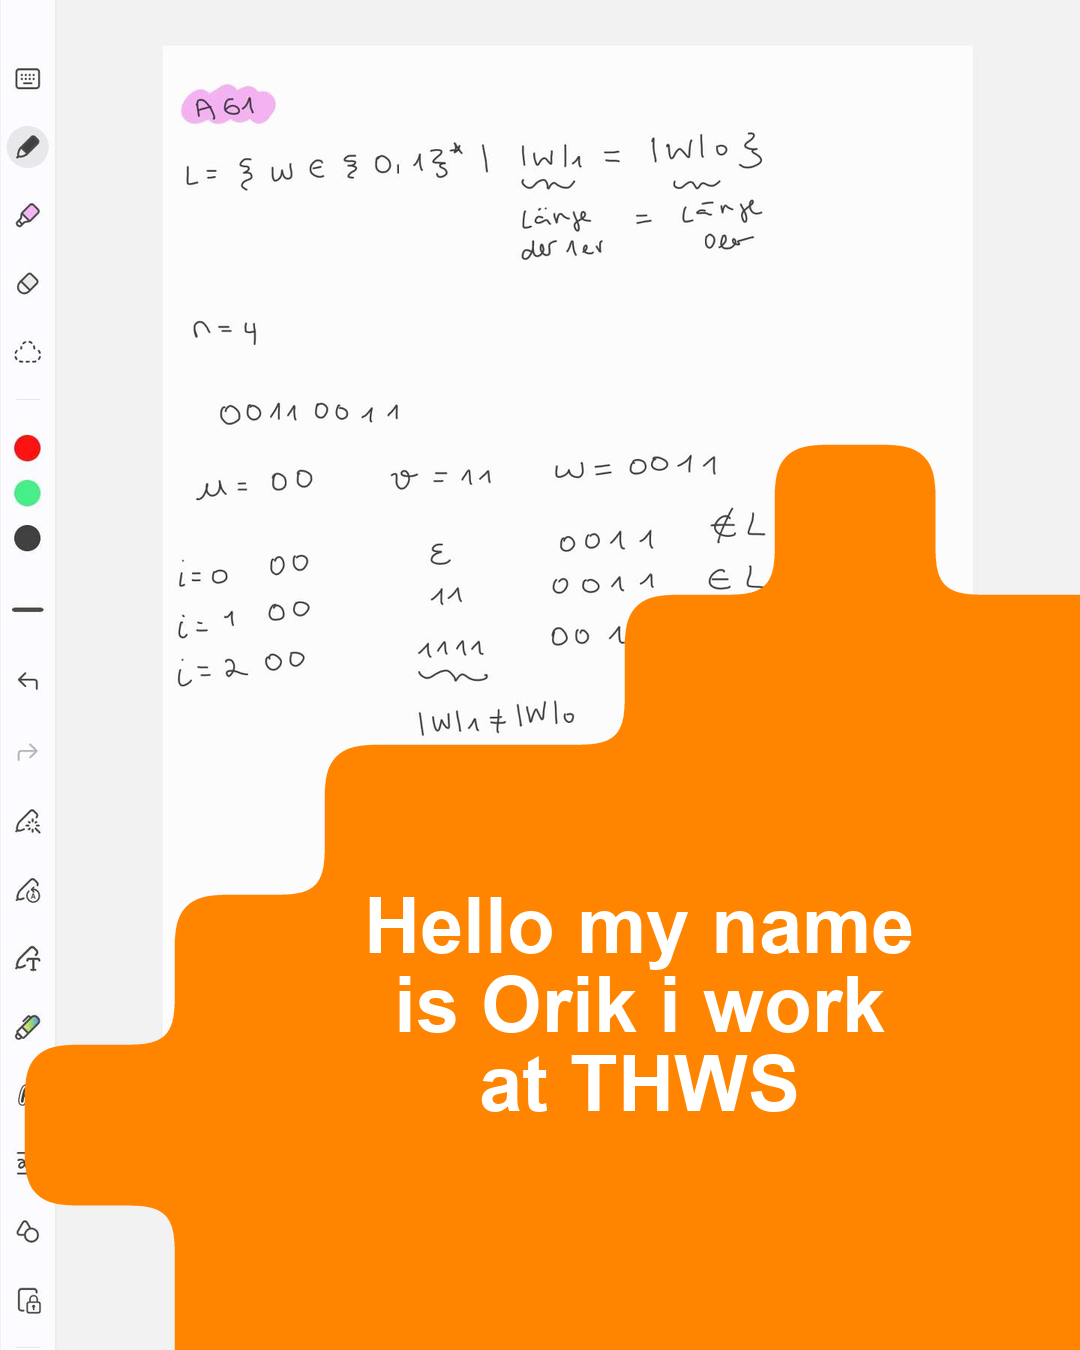 A 61
L = { w ∈ { 0, 1 }* | |w|₁ = |w|₀ }
Länge = Länge
der 1er 0er
n = 4
0011 0011
u = 00 v = 11 w = 0011
i = 0 00 ε 0011 ∉ L
i = 1 00 11 0011 ∈ L
i = 2 00 1111 001
|w|₁ ≠ |w|₀
Hello my name
is Orik i work
at THWS